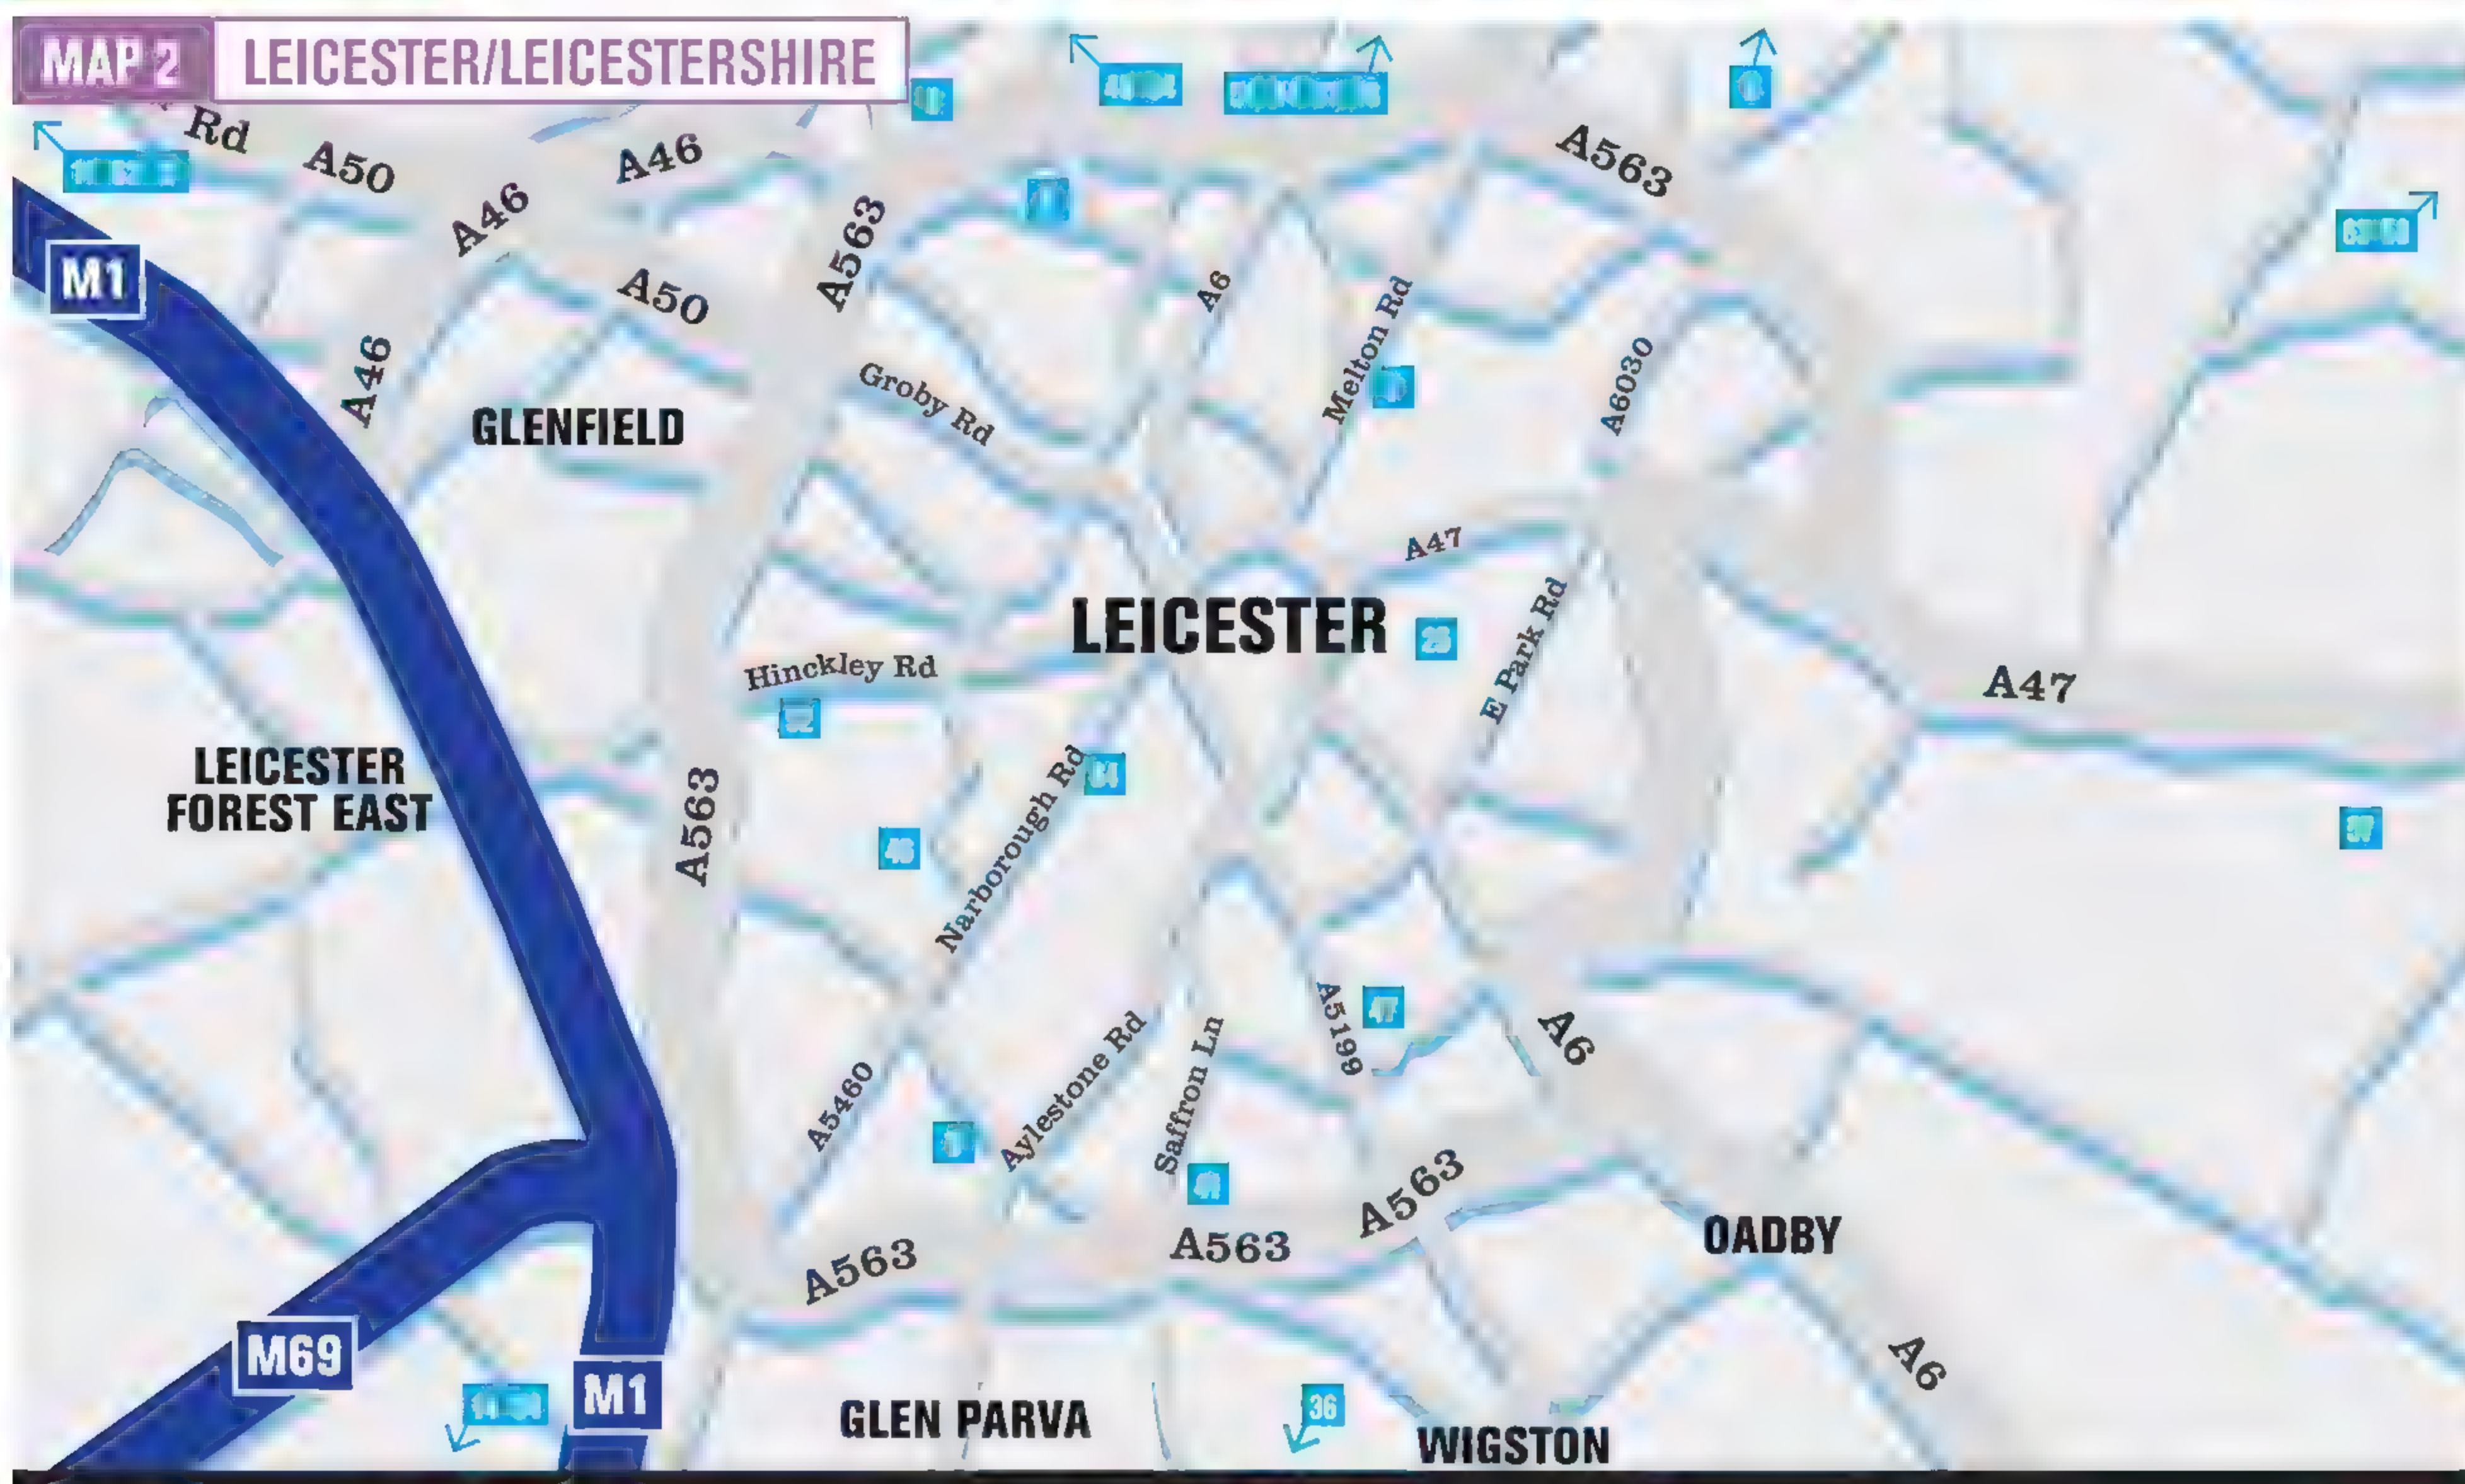 MAP 2
LEICESTER/LEICESTERSHIRE
Rd
A50
A46
A46
A563
A563
M1
A46
A50
A6
Melton Rd
A6030
Groby Rd
GLENFIELD
A47
LEICESTER
25
E Park Rd
Hinckley Rd
A47
LEICESTER
FOREST EAST
A563
Narborough Rd
37
A5199
A6
A5460
Aylestone Rd
Saffron Ln
A563
A563
A563
OADBY
M69
M1
A6
GLEN PARVA
36
WIGSTON